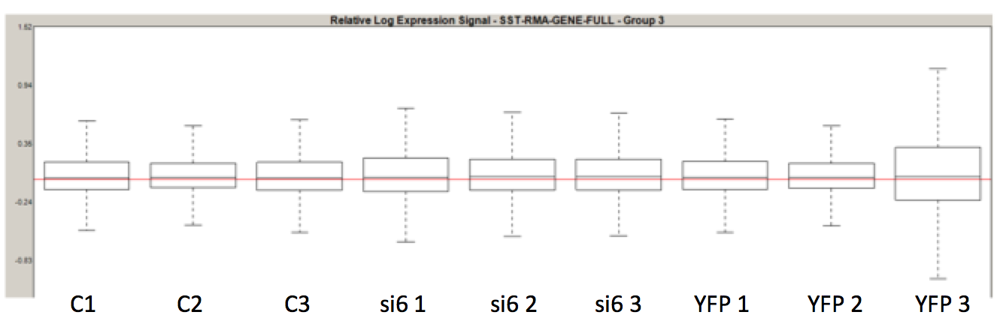 Relative Log Expression Signal - SST-RMA-GENE-FULL - Group 3
1.52
0.94
0.35
-0.24
-0.83
C1 C2 C3 si6 1 si6 2 si6 3 YFP 1 YFP 2 YFP 3